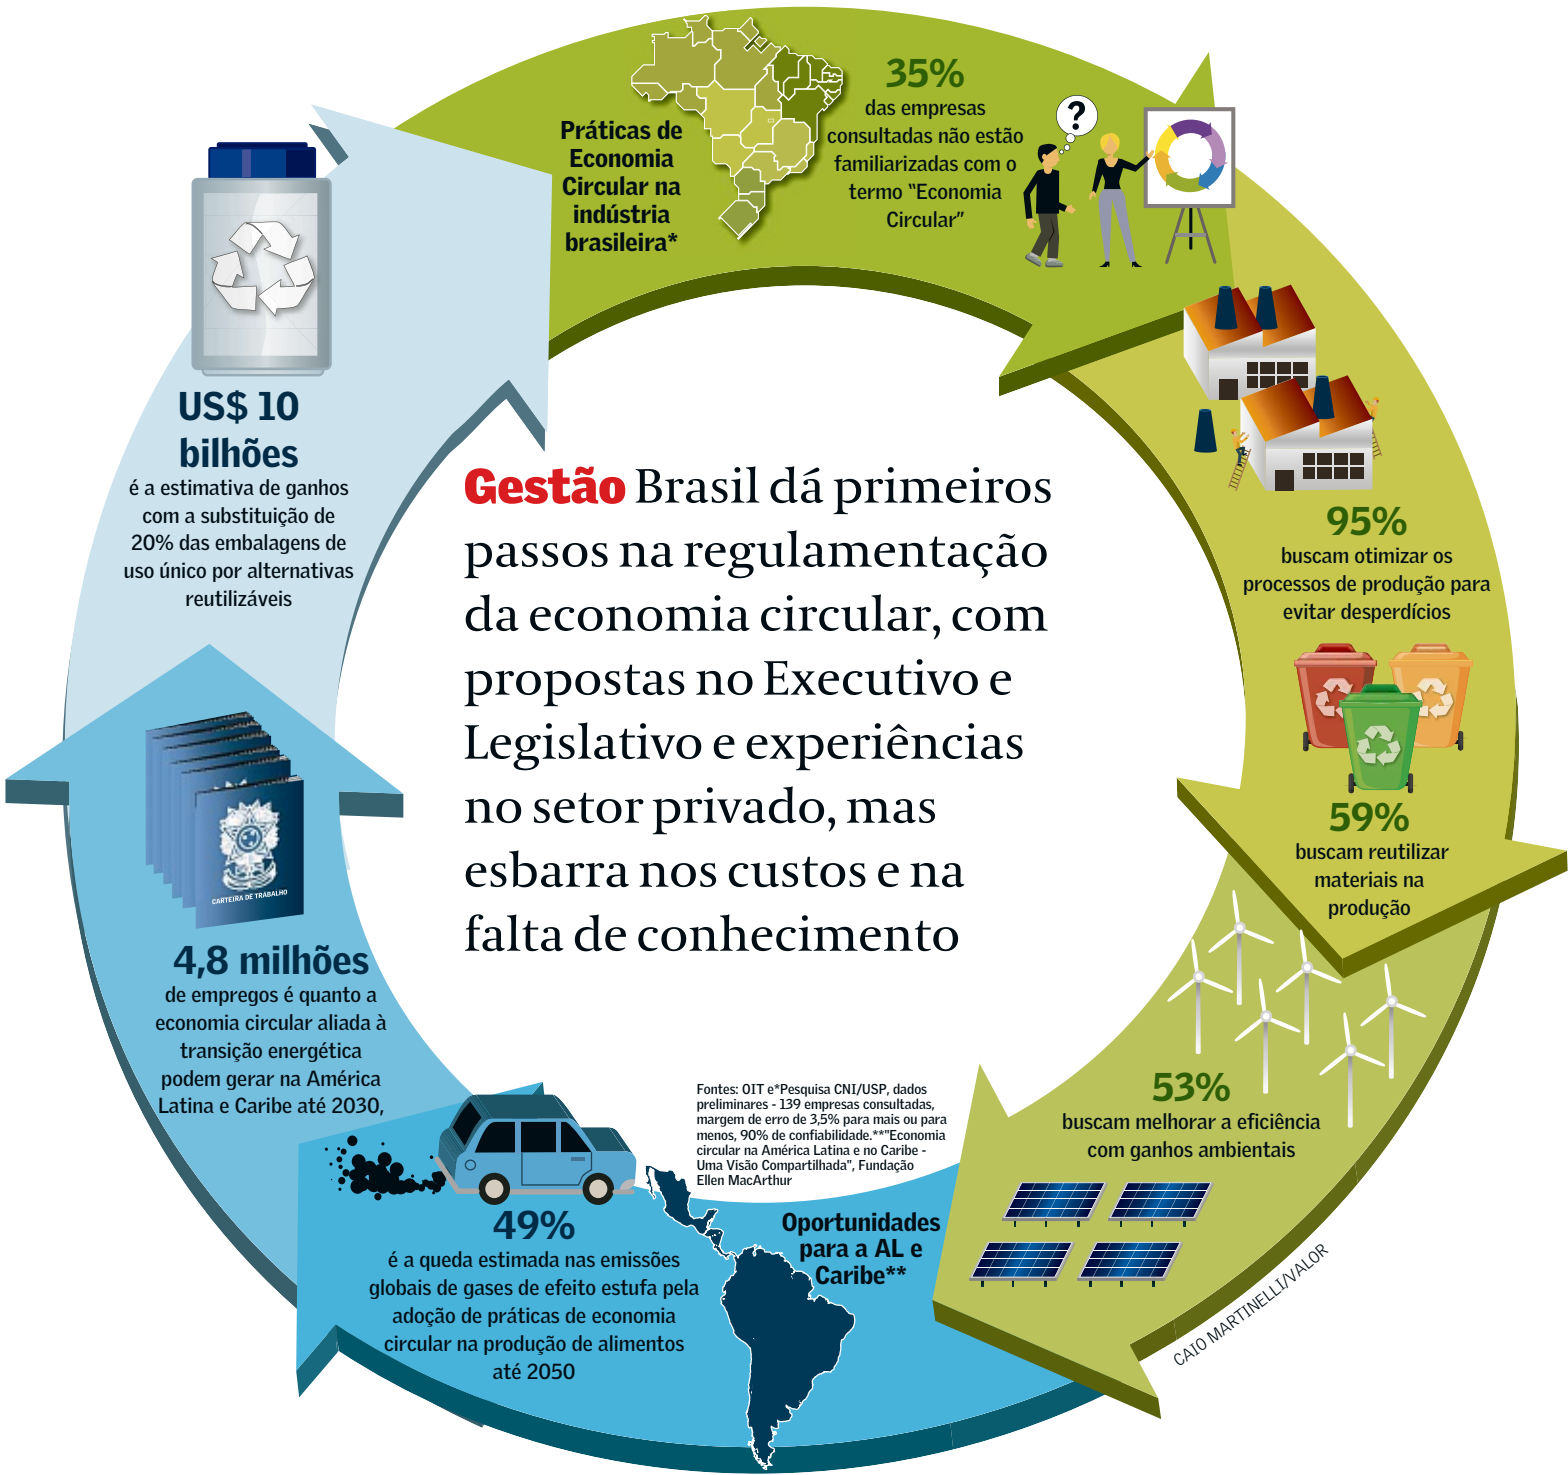 Práticas de
Economia
Circular na
indústria
brasileira*
35%
das empresas
consultadas não estão
familiarizadas com o
termo “Economia
Circular”
?
95%
buscam otimizar os
processos de produção para
evitar desperdícios
59%
buscam reutilizar
materiais na
produção
53%
buscam melhorar a eficiência
com ganhos ambientais
Oportunidades
para a AL e
Caribe**
49%
é a queda estimada nas emissões
globais de gases de efeito estufa pela
adoção de práticas de economia
circular na produção de alimentos
até 2050
CARTEIRA DE TRABALHO
4,8 milhões
de empregos é quanto a
economia circular aliada à
transição energética
podem gerar na América
Latina e Caribe até 2030,
US$ 10
bilhões
é a estimativa de ganhos
com a substituição de
20% das embalagens de
uso único por alternativas
reutilizáveis
Gestão Brasil dá primeiros
passos na regulamentação
da economia circular, com
propostas no Executivo e
Legislativo e experiências
no setor privado, mas
esbarra nos custos e na
falta de conhecimento
Fontes: OIT e*Pesquisa CNI/USP, dados
preliminares - 139 empresas consultadas,
margem de erro de 3,5% para mais ou para
menos, 90% de confiabilidade.**"Economia
circular na América Latina e no Caribe -
Uma Visão Compartilhada", Fundação
Ellen MacArthur
CAIO MARTINELLI/VALOR